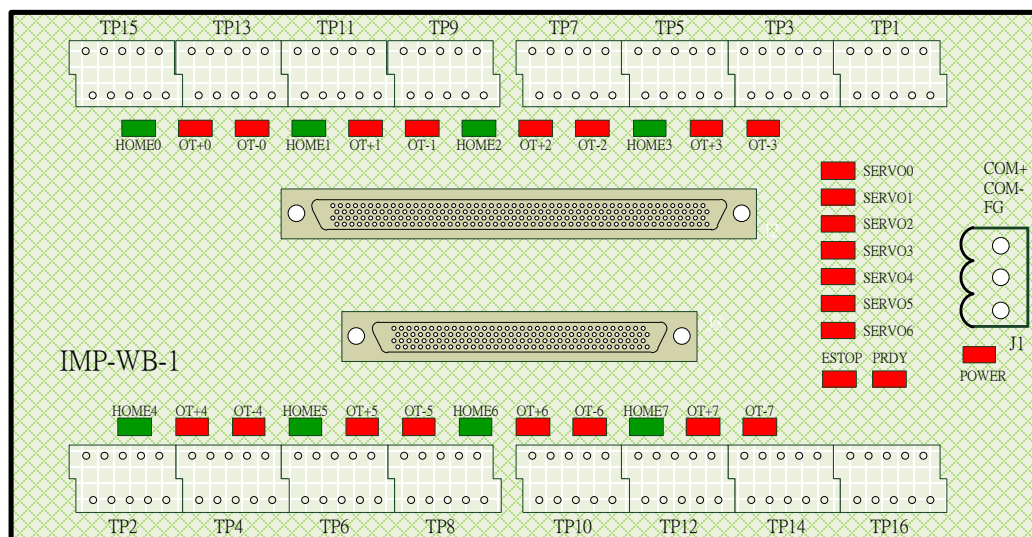 TP15 TP13 TP11 TP9 TP7 TP5 TP3 TP1
HOME0 OT+0 OT-0 HOME1 OT+1 OT-1 HOME2 OT+2 OT-2 HOME3 OT+3 OT-3
SERVO0
SERVO1
SERVO2
SERVO3
SERVO4
SERVO5
SERVO6
COM+
COM-
FG
J1
ESTOP PRDY
POWER
IMP-WB-1
HOME4 OT+4 OT-4 HOME5 OT+5 OT-5 HOME6 OT+6 OT-6 HOME7 OT+7 OT-7
TP2 TP4 TP6 TP8 TP10 TP12 TP14 TP16